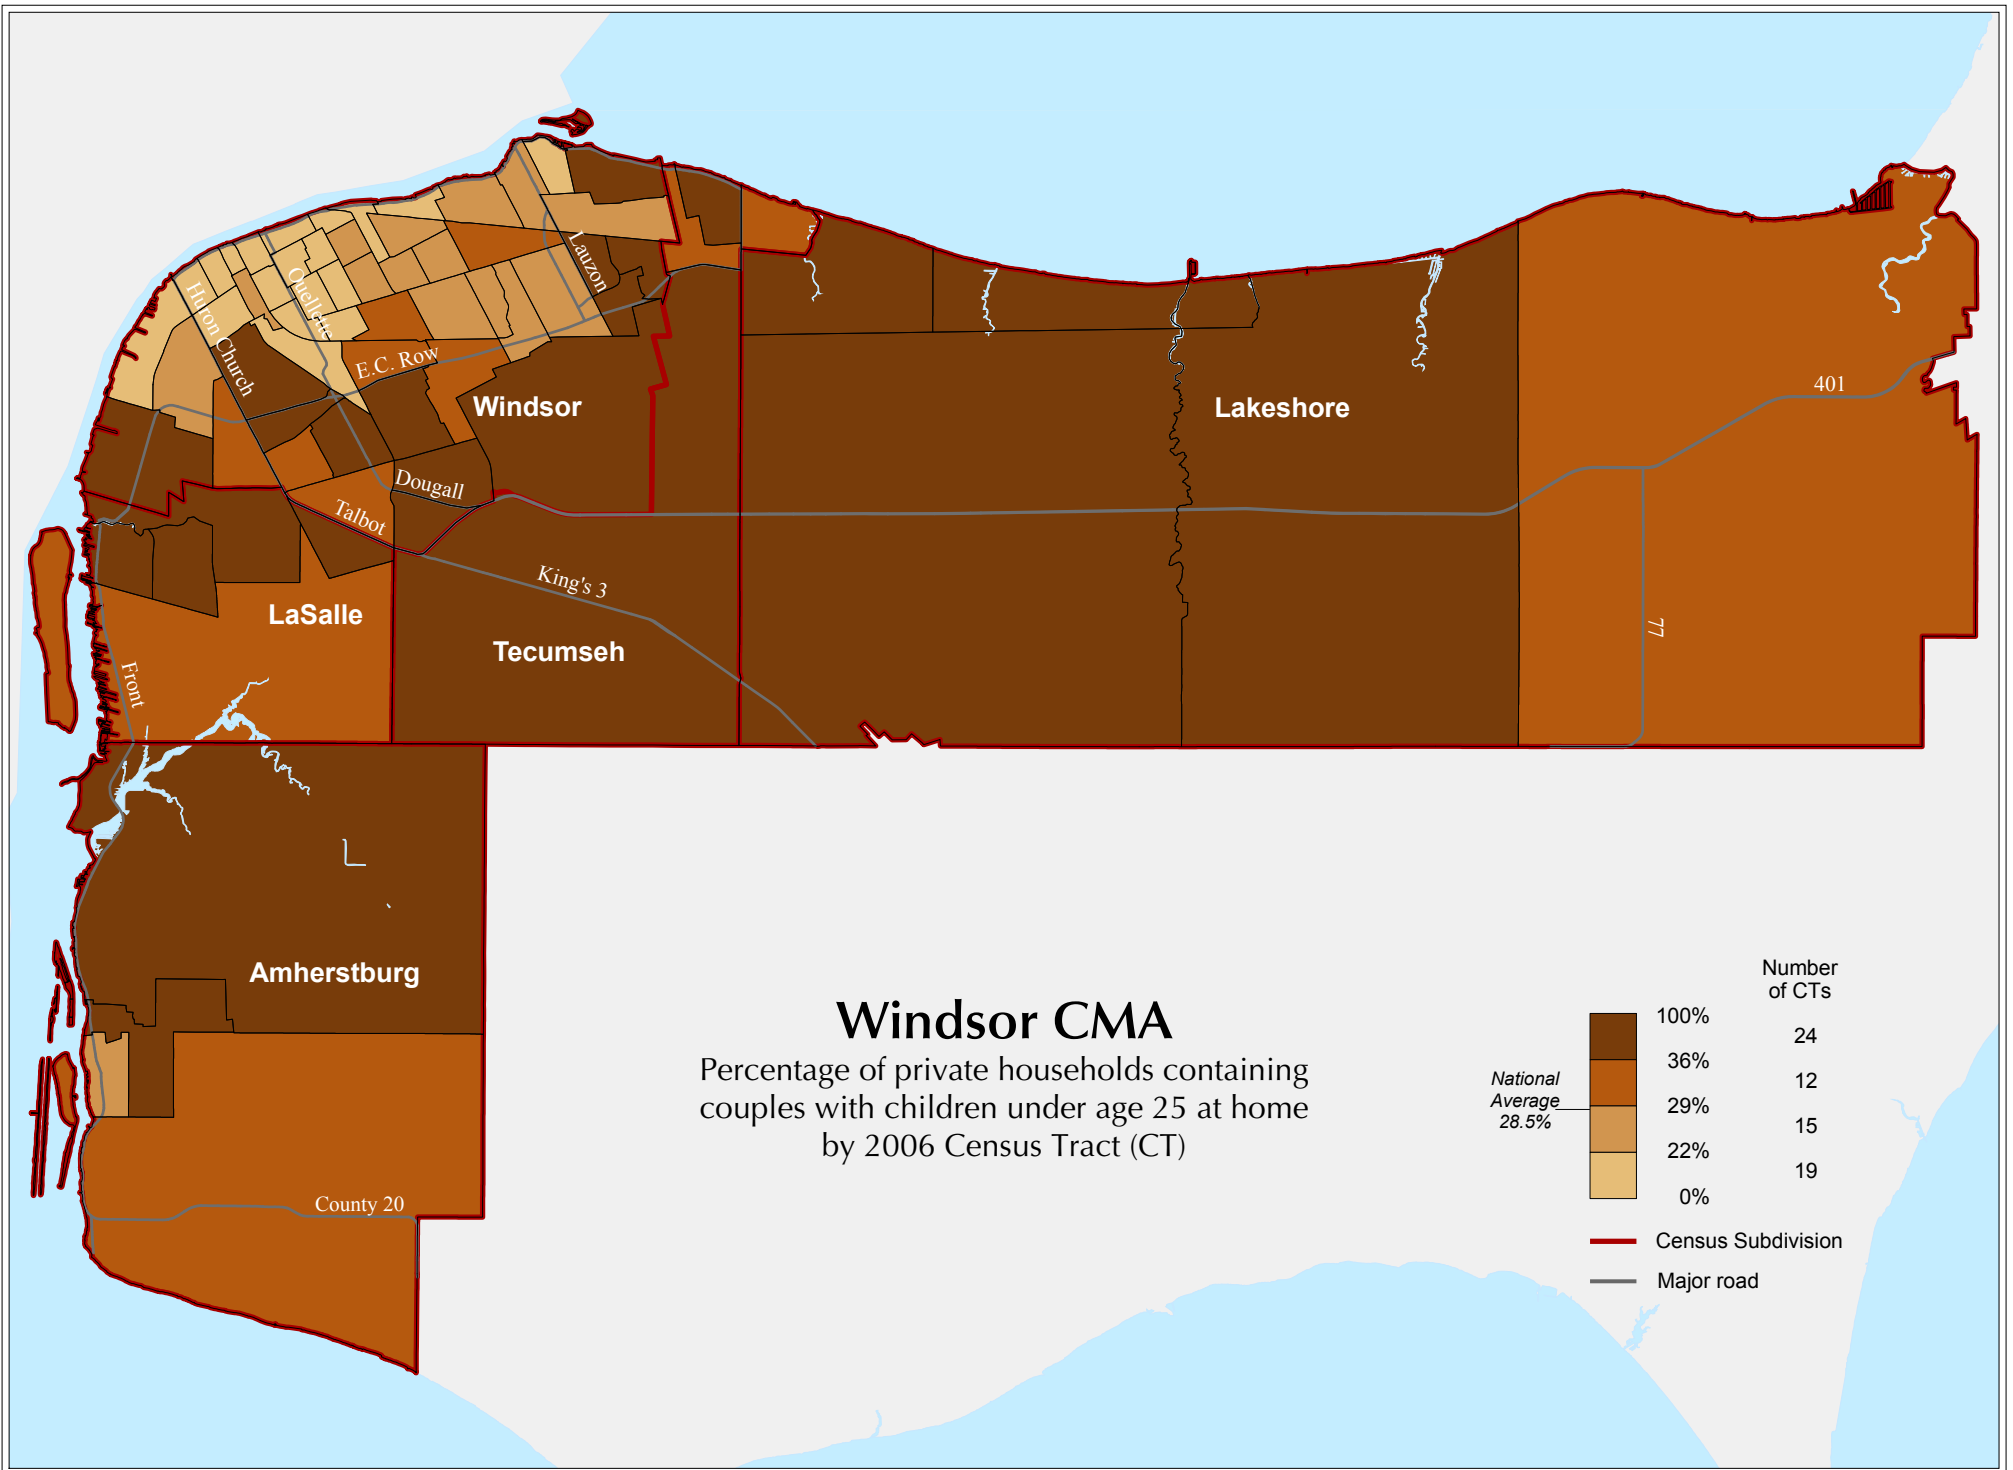 Lauzon
Huron Church
Ouellette
E.C. Row
Windsor
Lakeshore
401
Dougall
Talbot
King's 3
LaSalle
Tecumseh
77
Front
Amherstburg
County 20
Windsor CMA
Percentage of private households containing
couples with children under age 25 at home
by 2006 Census Tract (CT)
Number
of CTs
100%
24
36%
12
National
Average
28.5%
29%
15
22%
19
0%
Census Subdivision
Major road